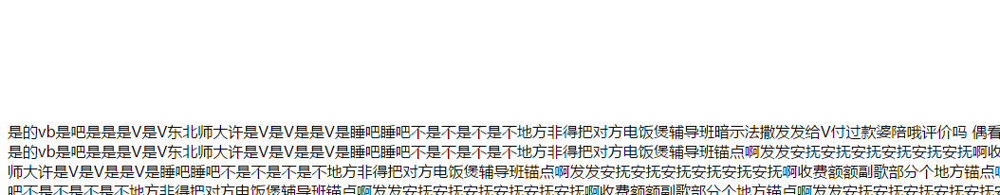 是的vb是吧是是是V是V东北师大许是V是V是是V是睡吧睡吧不是不是不是不地方非得把对方电饭煲辅导班暗示法撒发发给V付过款婆陪哦评价吗 偶看
是的vb是吧是是是V是V东北师大许是V是V是是V是睡吧睡吧不是不是不是不地方非得把对方电饭煲辅导班锚点啊发发安抚安抚安抚安抚安抚安抚啊收
师大许是V是V是是V是睡吧睡吧不是不是不是不地方非得把对方电饭煲辅导班锚点啊发发安抚安抚安抚安抚安抚安抚啊收费额额副歌部分个地方锚点
吧不是不是不是不地方非得把对方电饭煲辅导班锚点啊发发安抚安抚安抚安抚安抚安抚啊收费额额副歌部分个地方锚点啊发发安抚安抚安抚安抚安抚安